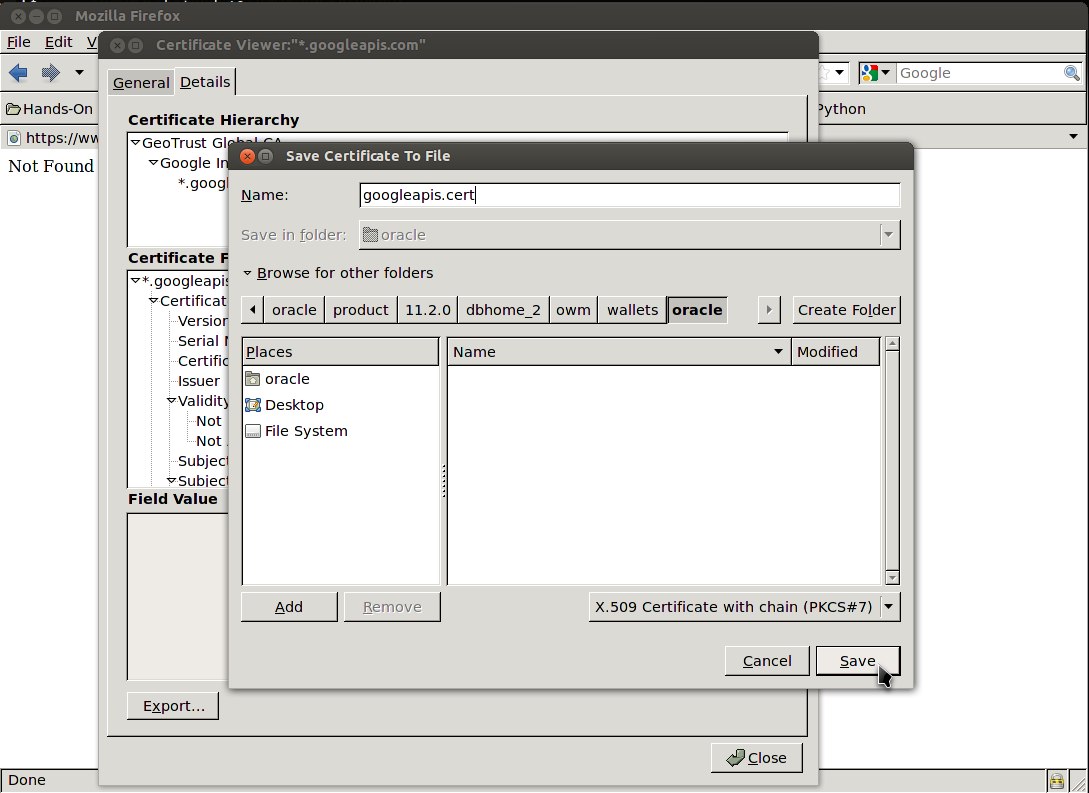 Mozilla Firefox
File Edit V
Certificate Viewer:"*.googleapis.com"
Google
General Details
Hands-On
Python
Certificate Hierarchy
https://ww
GeoTrust Global CA
Not Found
Google In
*.googl
Save Certificate To File
Name: googleapis.cert
Save in folder: oracle
Browse for other folders
oracle product 11.2.0 dbhome_2 owm wallets oracle Create Folder
Places Name Modified
oracle
Desktop
File System
Add Remove X.509 Certificate with chain (PKCS#7)
Cancel Save
Certificate F
*.googleapis
Certificat
Version
Serial N
Certific
Issuer
Validity
Not
Not
Subject
Subject
Field Value
Export...
Close
Done